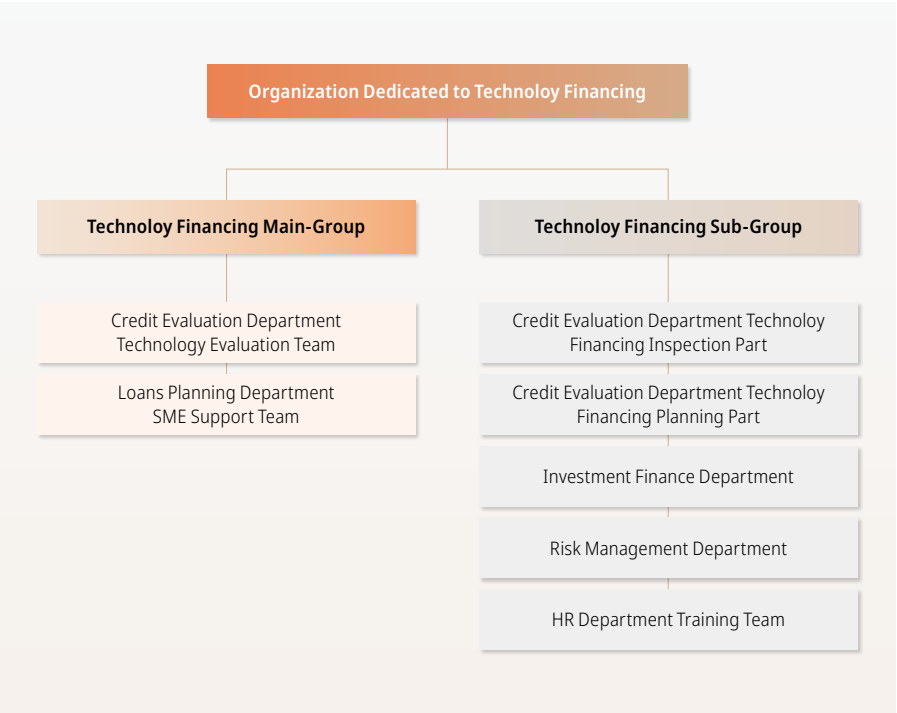 Organization Dedicated to Technoloy Financing
Technoloy Financing Main-Group
Credit Evaluation Department
Technology Evaluation Team
Loans Planning Department
SME Support Team
Technoloy Financing Sub-Group
Credit Evaluation Department Technoloy
Financing Inspection Part
Credit Evaluation Department Technoloy
Financing Planning Part
Investment Finance Department
Risk Management Department
HR Department Training Team